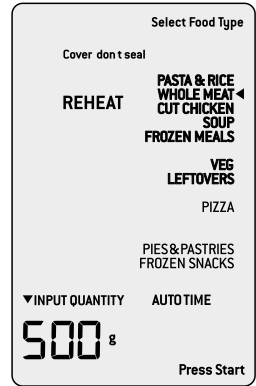 Select Food Type
Cover don t seal
PASTA & RICE
REHEAT WHOLE MEAT◀
CUT CHICKEN
SOUP
FROZEN MEALS
VEG
LEFTOVERS
PIZZA
PIES & PASTRIES
FROZEN SNACKS
▼INPUT QUANTITY AUTO TIME
500 g
Press Start